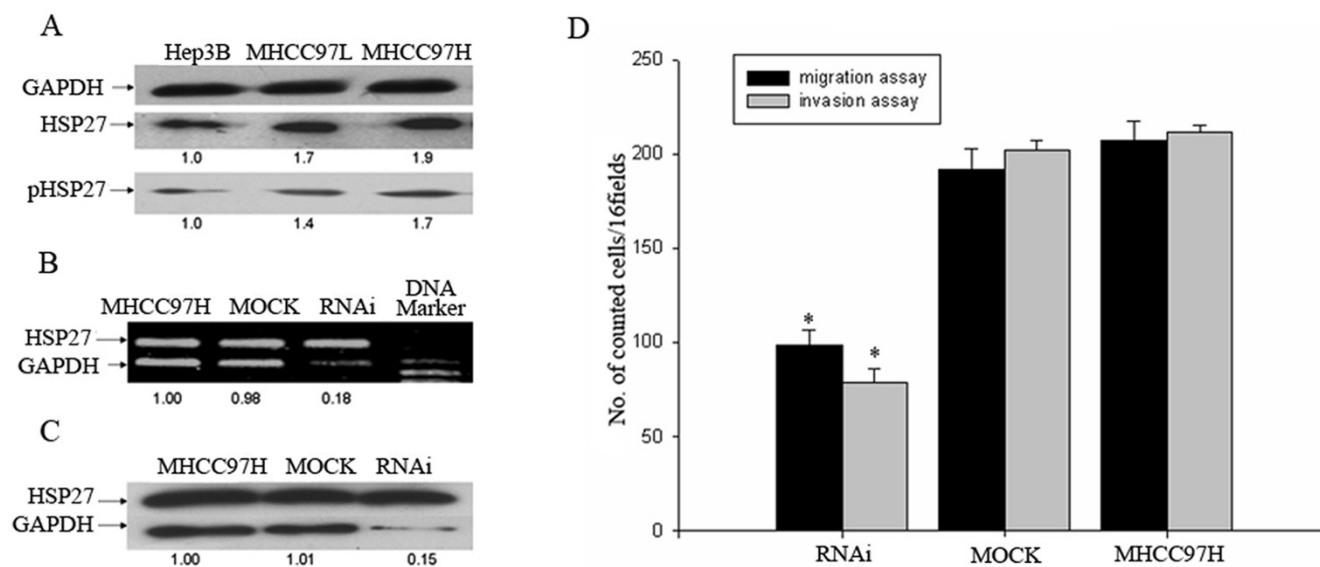 A
Hep3B MHCC97L MHCC97H
GAPDH
HSP27
1.0 1.7 1.9
pHSP27
1.0 1.4 1.7
B
MHCC97H MOCK RNAi DNA Marker
HSP27
GAPDH
1.00 0.98 0.18
C
MHCC97H MOCK RNAi
HSP27
GAPDH
1.00 1.01 0.15
D
migration assay
invasion assay
No. of counted cells/16fields
250
200
150
100
50
0
* *
RNAi MOCK MHCC97H